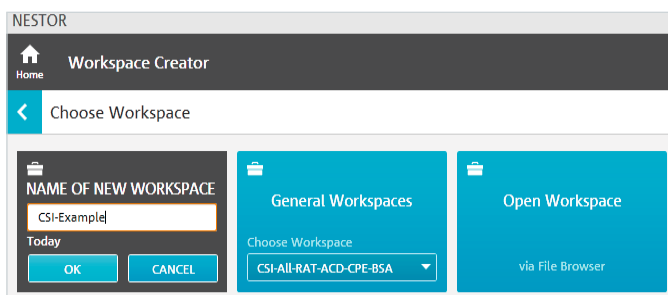 NESTOR
Home
Workspace Creator
Choose Workspace
NAME OF NEW WORKSPACE
CSI-Example
Today
OK
CANCEL
General Workspaces
Choose Workspace
CSI-All-RAT-ACD-CPE-BSA
Open Workspace
via File Browser